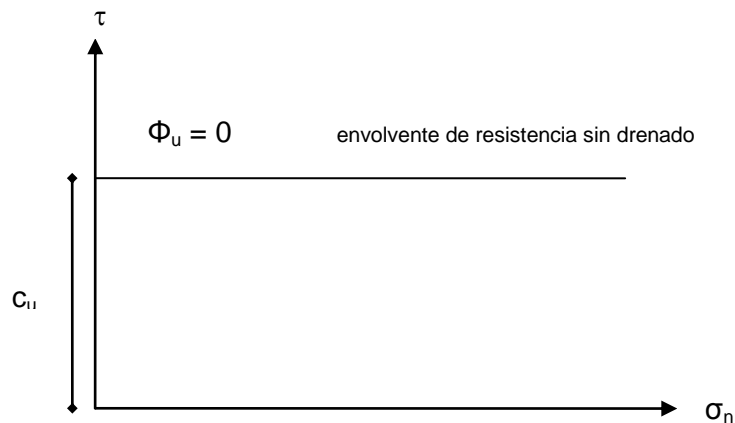 τ
Φu = 0
envolvente de resistencia sin drenado
cu
σn